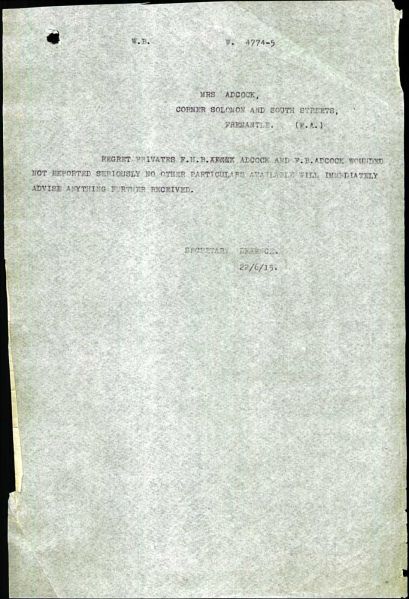 W.B. W. 4774-5
MRS ADCOCK,
CORNER SOLOMON AND SOUTH STREETS,
FREMANTLE. (W.A.)
REGRET PRIVATES F.H.B. ADCOCK AND F.B.ADCOCK WOUNDED
NOT REPORTED SERIOUSLY NO OTHER PARTICULARS AVAILABLE WILL IMMEDIATELY
ADVISE ANYTHING FURTHER RECEIVED.
SECRETARY DEFENCE.
22/6/15.